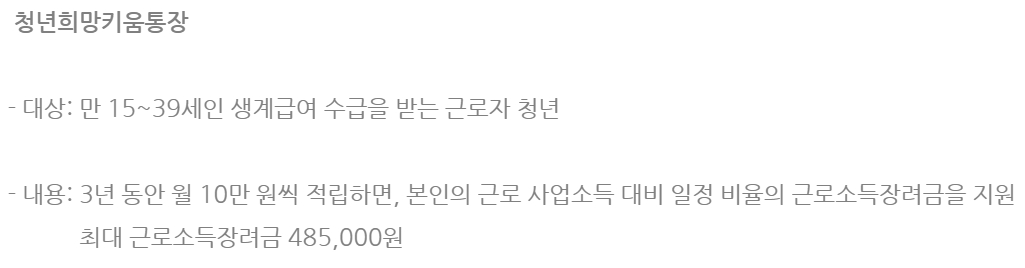 청년희망키움통장
- 대상: 만 15~39세인 생계급여 수급을 받는 근로자 청년
- 내용: 3년 동안 월 10만 원씩 적립하면, 본인의 근로 사업소득 대비 일정 비율의 근로소득장려금을 지원
최대 근로소득장려금 485,000원